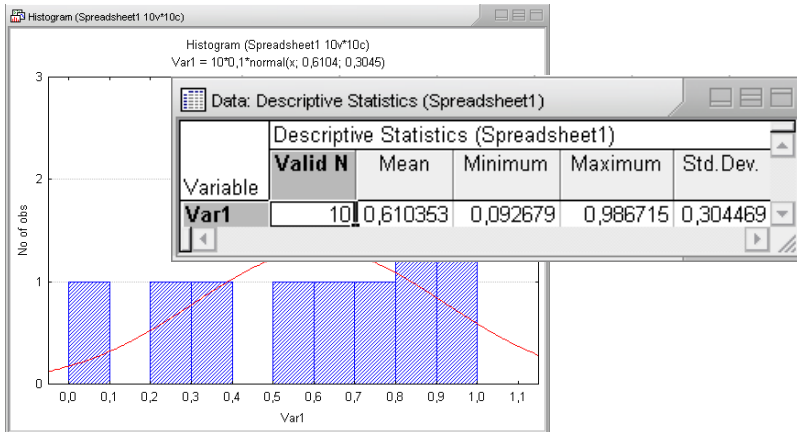 Histogram (Spreadsheet1 10v*10c)
Histogram (Spreadsheet1 10v*10c)
Var1 = 10*0,1*normal(x; 0,6104; 0,3045)
3
2
1
0
No of obs
0,0 0,1 0,2 0,3 0,4 0,5 0,6 0,7 0,8 0,9 1,0 1,1
Var1
Data: Descriptive Statistics (Spreadsheet1)
Descriptive Statistics (Spreadsheet1)
Variable Valid N Mean Minimum Maximum Std.Dev.
Var1 10 0,610353 0,092679 0,986715 0,304469